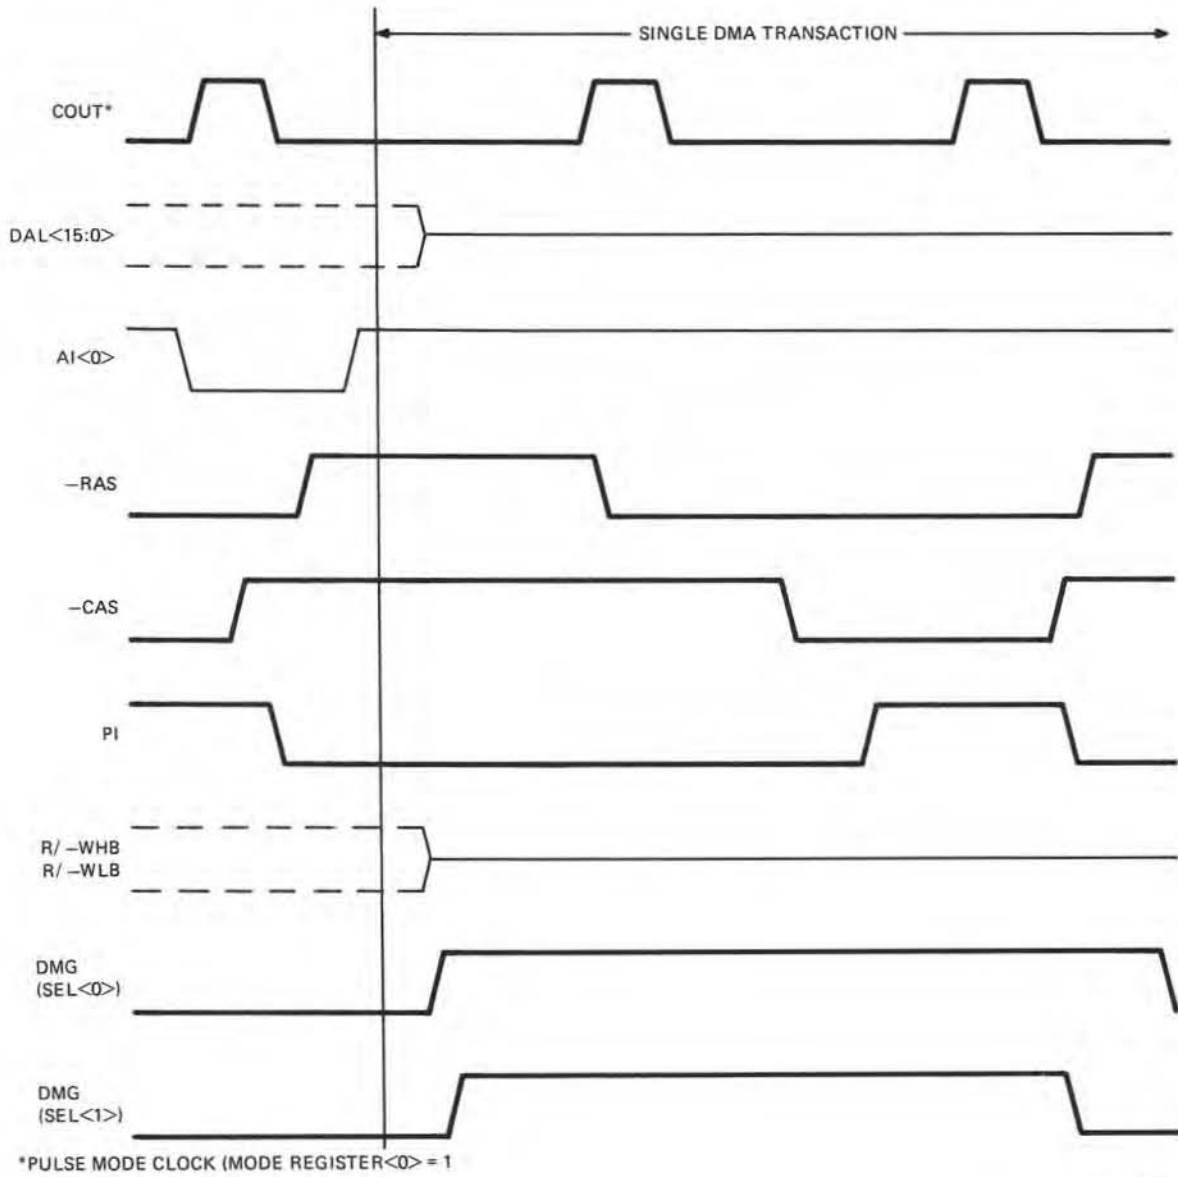 SINGLE DMA TRANSACTION
COUT*
DAL<15:0>
AI<0>
−RAS
−CAS
PI
R/ −WHB
R/ −WLB
DMG
(SEL<0>)
DMG
(SEL<1>)
*PULSE MODE CLOCK (MODE REGISTER<0> = 1